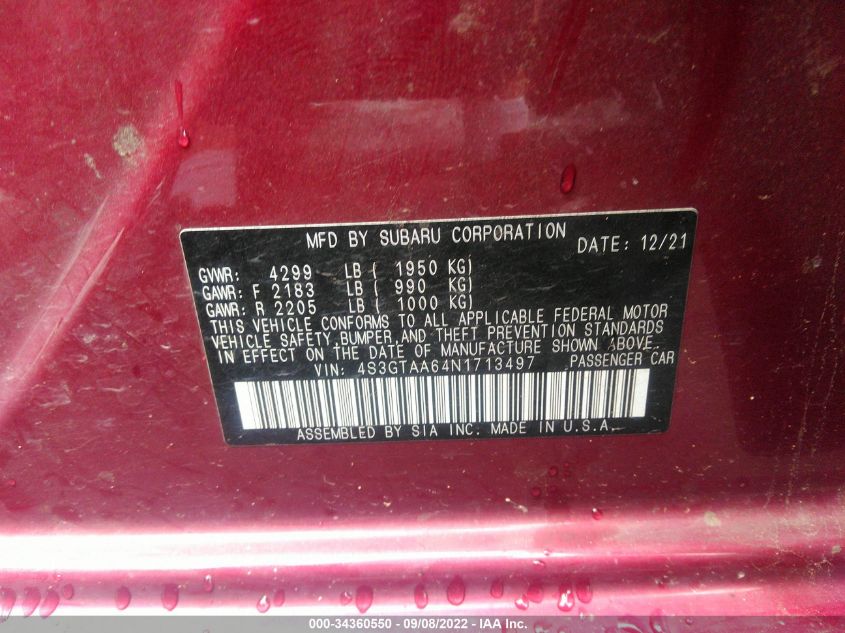 MFD BY SUBARU CORPORATION DATE: 12/21
GVWR: 4299 LB ( 1950 KG)
GAWR: F 2183 LB ( 990 KG)
GAWR: R 2205 LB ( 1000 KG)
THIS VEHICLE CONFORMS TO ALL APPLICABLE FEDERAL MOTOR
VEHICLE SAFETY, BUMPER, AND THEFT PREVENTION STANDARDS
IN EFFECT ON THE DATE OF MANUFACTURE SHOWN ABOVE.
VIN: 4S3GTAA64N1713497 PASSENGER CAR
ASSEMBLED BY SIA INC. MADE IN U.S.A.
000-34360550 - 09/08/2022 - IAA Inc.